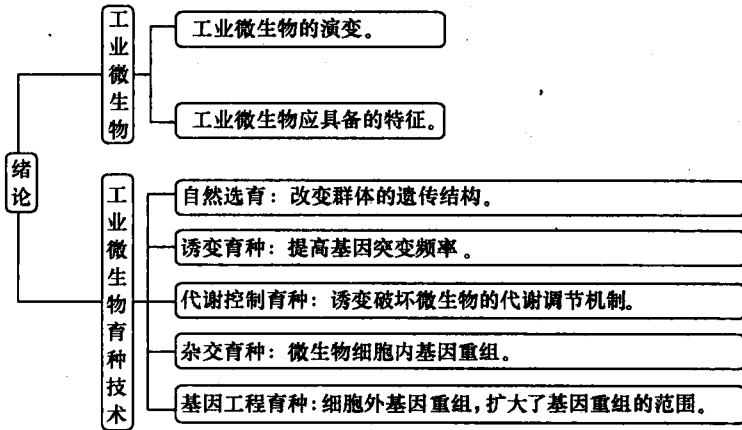 绪论
工业微生物
工业微生物的演变。
工业微生物应具备的特征。
工业微生物育种技术
自然选育：改变群体的遗传结构。
诱变育种：提高基因突变频率。
代谢控制育种：诱变破坏微生物的代谢调节机制。
杂交育种：微生物细胞内基因重组。
基因工程育种：细胞外基因重组，扩大了基因重组的范围。